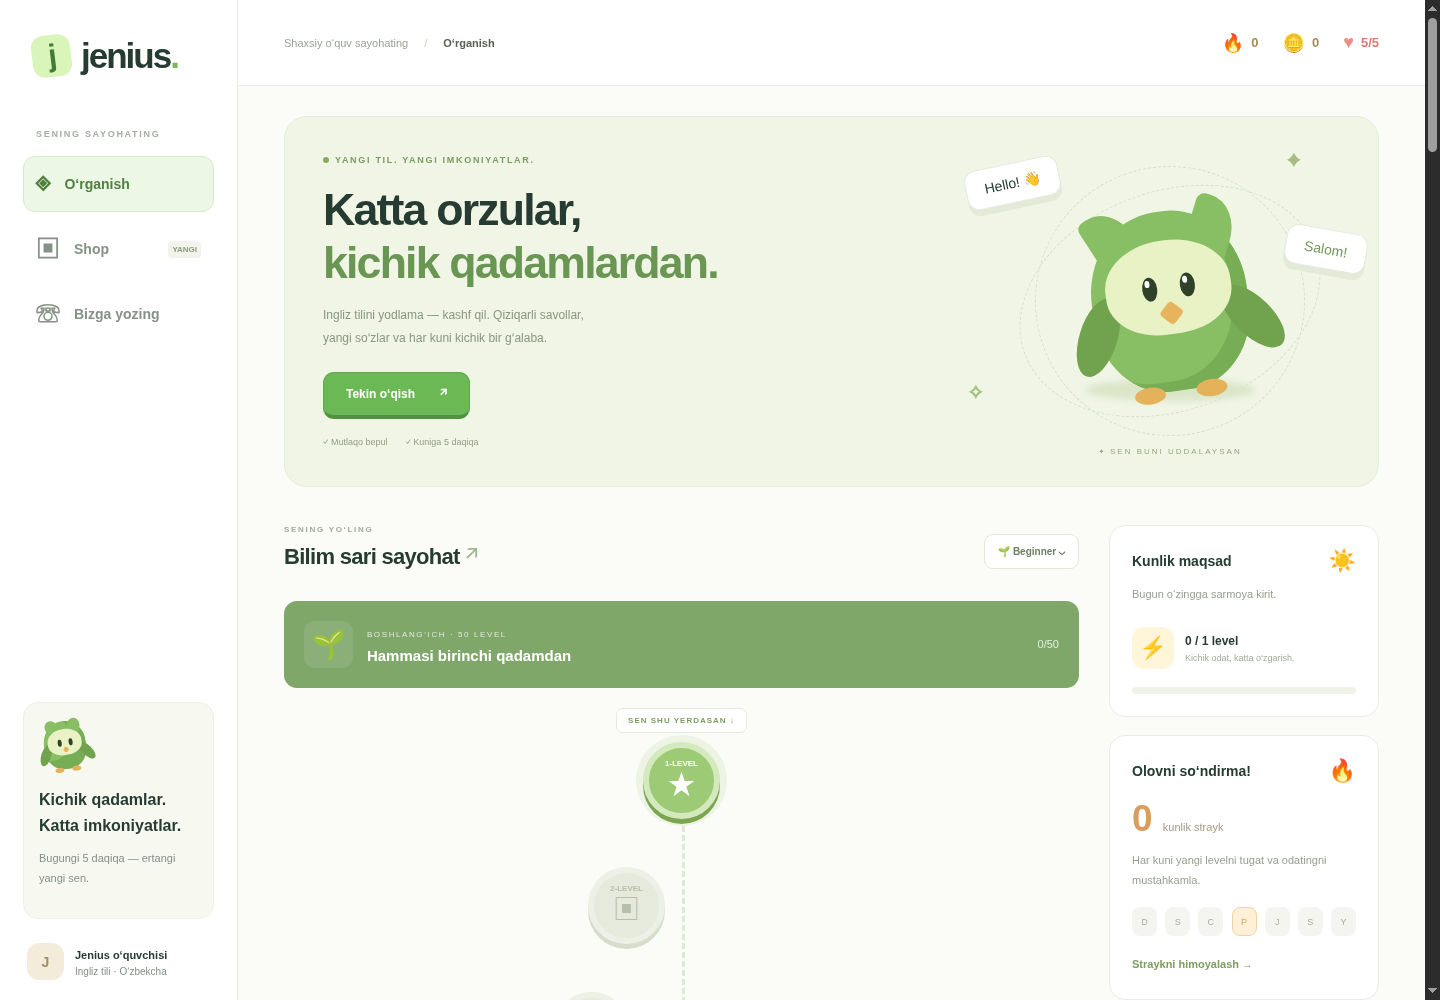 j jenius.
SENING SAYOHATING
O‘rganish
Shop YANGI
Bizga yozing
Kichik qadamlar.
Katta imkoniyatlar.
Bugungi 5 daqiqa — ertangi
yangi sen.
J
Jenius o‘quvchisi
Ingliz tili · O‘zbekcha
Shaxsiy o‘quv sayohating / O‘rganish
0 0 5/5
YANGI TIL. YANGI IMKONIYATLAR.
Katta orzular,
kichik qadamlardan.
Ingliz tilini yodlama — kashf qil. Qiziqarli savollar,
yangi so‘zlar va har kuni kichik bir g‘alaba.
Tekin o‘qish
✓ Mutlaqo bepul ✓ Kuniga 5 daqiqa
Hello! 👋
Salom!
✦ SEN BUNI UDDALAYSAN
SENING YO‘LING
Bilim sari sayohat
🌱 Beginner
BOSHLANG‘ICH · 50 LEVEL
Hammasi birinchi qadamdan
0/50
SEN SHU YERDASAN ↓
1-LEVEL
2-LEVEL
Kunlik maqsad
Bugun o‘zingga sarmoya kirit.
0 / 1 level
Kichik odat, katta o‘zgarish.
Olovni so‘ndirma!
0 kunlik strayk
Har kuni yangi levelni tugat va odatingni
mustahkamla.
D S C P J S Y
Straykni himoyalash →